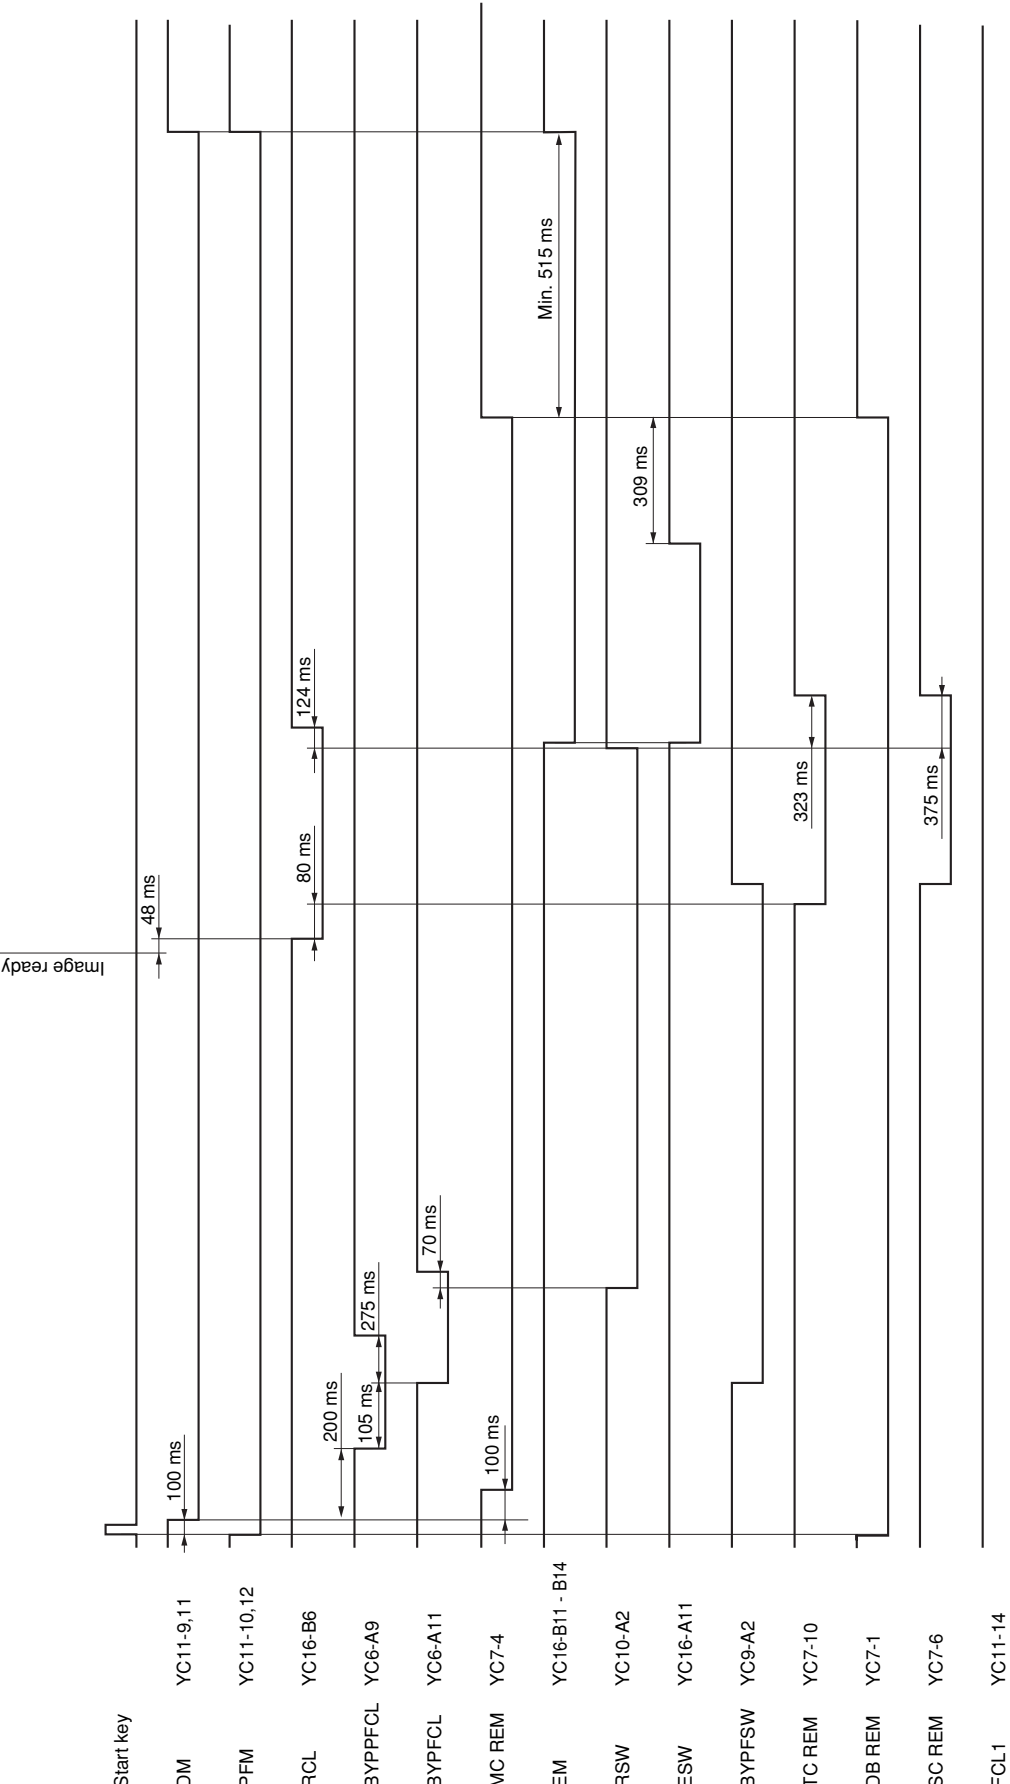 Start key
DM YC11-9,11
PFM YC11-10,12
RCL YC16-B6
BYPPFCL YC6-A9
BYPFCL YC6-A11
MC REM YC7-4
EM YC16-B11 - B14
RSW YC10-A2
ESW YC16-A11
BYPFSW YC9-A2
TC REM YC7-10
DB REM YC7-1
SC REM YC7-6
FCL1 YC11-14
Image ready
48 ms
100 ms
80 ms
124 ms
200 ms
105 ms
275 ms
70 ms
100 ms
Min. 515 ms
309 ms
323 ms
375 ms